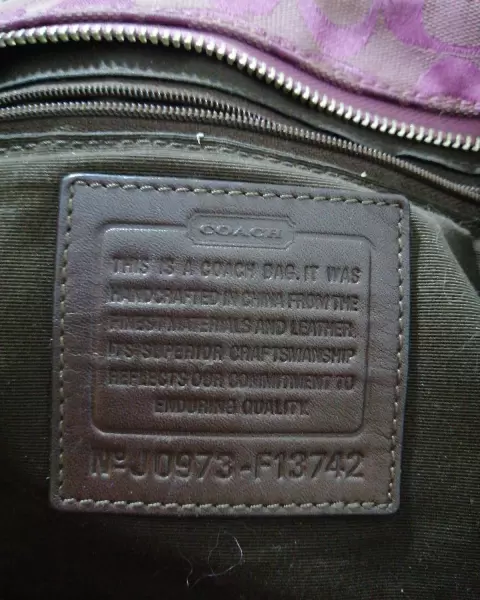 COACH
THIS IS A COACH BAG. IT WAS
HANDCRAFTED IN CHINA FROM THE
FINEST MATERIALS AND LEATHER.
ITS SUPERIOR CRAFTSMANSHIP
REFLECTS OUR COMMITMENT TO
ENDURING QUALITY.
Nº J0973-F13742